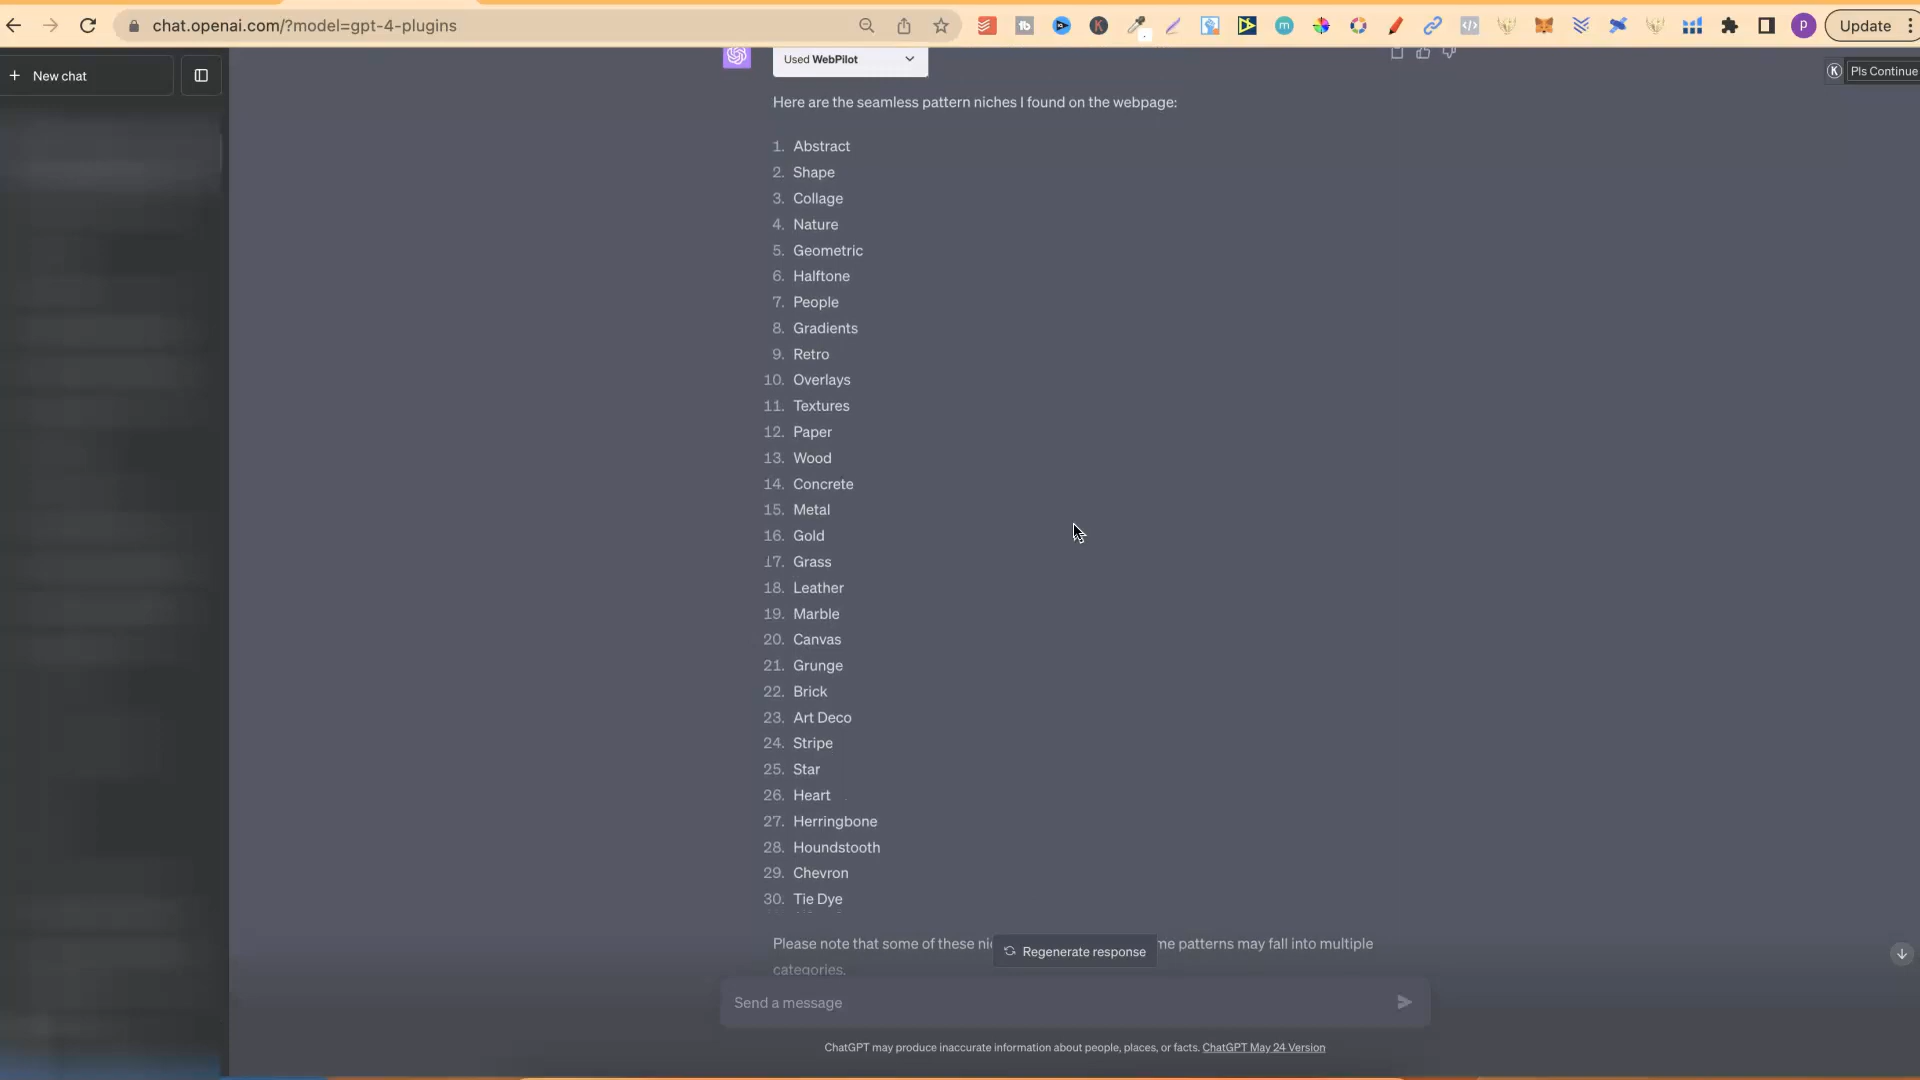 chat.openai.com/?model=gpt-4-plugins
Update
New chat
Used WebPilot
Pls Continue
Here are the seamless pattern niches I found on the webpage:
1. Abstract
2. Shape
3. Collage
4. Nature
5. Geometric
6. Halftone
7. People
8. Gradients
9. Retro
10. Overlays
11. Textures
12. Paper
13. Wood
14. Concrete
15. Metal
16. Gold
17. Grass
18. Leather
19. Marble
20. Canvas
21. Grunge
22. Brick
23. Art Deco
24. Stripe
25. Star
26. Heart
27. Herringbone
28. Houndstooth
29. Chevron
30. Tie Dye
Please note that some of these
Regenerate response
patterns may fall into multiple
categories.
Send a message
ChatGPT may produce inaccurate information about people, places, or facts. ChatGPT May 24 Version